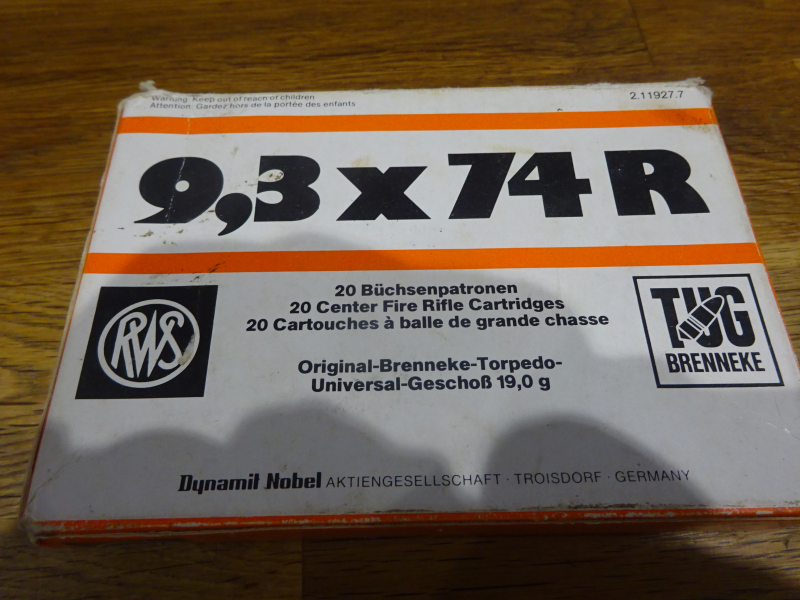 Warning: Keep out of reach of children
Attention: Gardez hors de la portée des enfants
2.11927.7
9,3 x 74 R
20 Büchsenpatronen
20 Center Fire Rifle Cartridges
20 Cartouches à balle de grande chasse
RWS
TUG
BRENNEKE
Original-Brenneke-Torpedo-
Universal-Geschoß 19,0 g
Dynamit Nobel AKTIENGESELLSCHAFT · TROISDORF · GERMANY